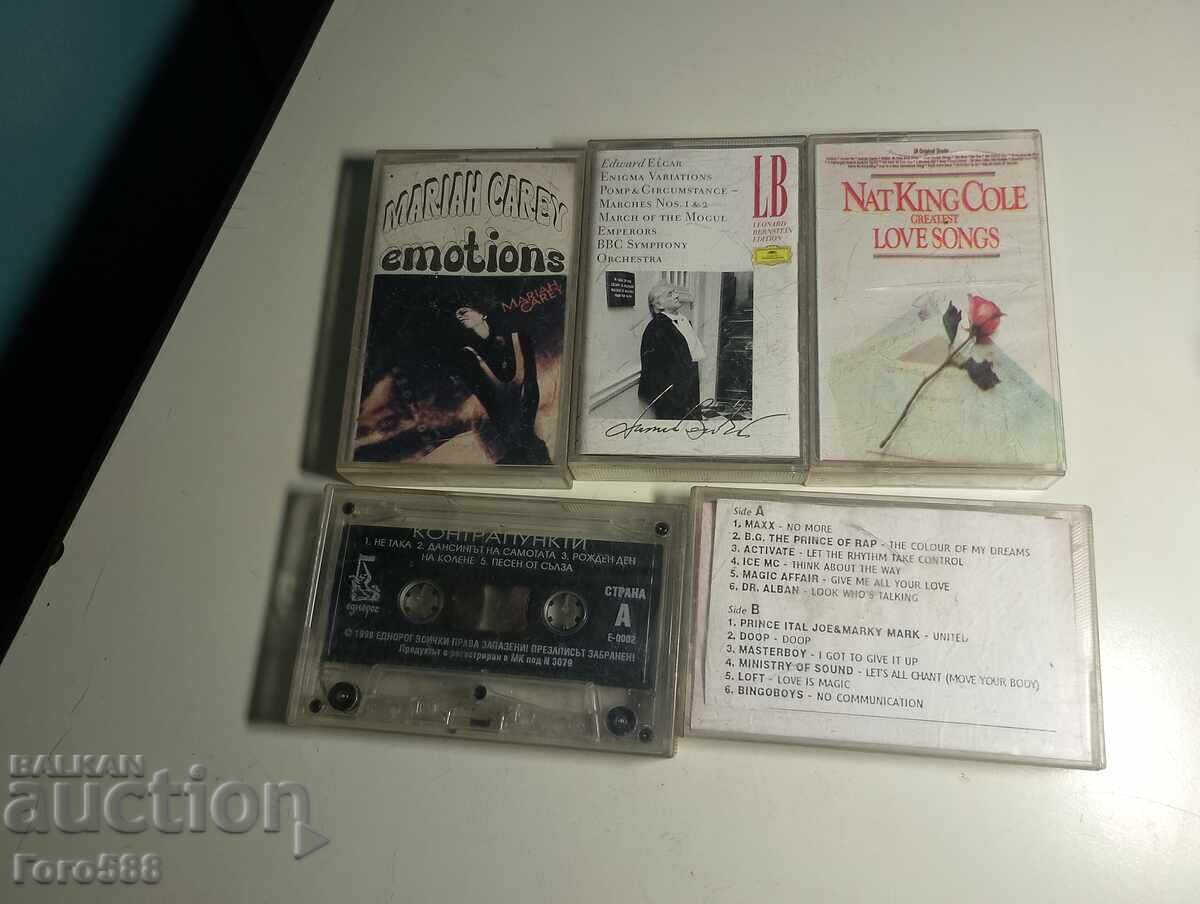 MARIAH CAREY
emotions
MARIAH
CAREY
Edward Elgar
Enigma Variations
Pomp & Circumstance –
Marches Nos. 1 & 2
March of the Mogul
Emperors
BBC Symphony
Orchestra
LB
LEONARD
BERNSTEIN
EDITION
NAT KING COLE
GREATEST
LOVE SONGS
КОНТРАПУНКТИ
1. НЕ ТАКА 2. ДАНСИНГЪТ НА САМОТАТА 3. РОЖДЕН ДЕН
НА КОЛЕНЕ 5. ПЕСЕН ОТ СЪЛЗА
еднорог
СТРАНА
A
E-0002
© 1998 ЕДНОРОГ ВСИЧКИ ПРАВА ЗАПАЗЕНИ! ПРЕЗАПИСЪТ ЗАБРАНЕН!
Продуктът е регистриран в МК под N 3079
Side A
1. MAXX - NO MORE
2. B.G. THE PRINCE OF RAP - THE COLOUR OF MY DREAMS
3. ACTIVATE - LET THE RHYTHM TAKE CONTROL
4. ICE MC - THINK ABOUT THE WAY
5. MAGIC AFFAIR - GIVE ME ALL YOUR LOVE
6. DR. ALBAN - LOOK WHO'S TALKING
Side B
1. PRINCE ITAL JOE&MARKY MARK - UNITED
2. DOOP - DOOP
3. MASTERBOY - I GOT TO GIVE IT UP
4. MINISTRY OF SOUND - LET'S ALL CHANT (MOVE YOUR BODY)
5. LOFT - LOVE IS MAGIC
6. BINGOBOYS - NO COMMUNICATION
BALKAN
auction
Foro588